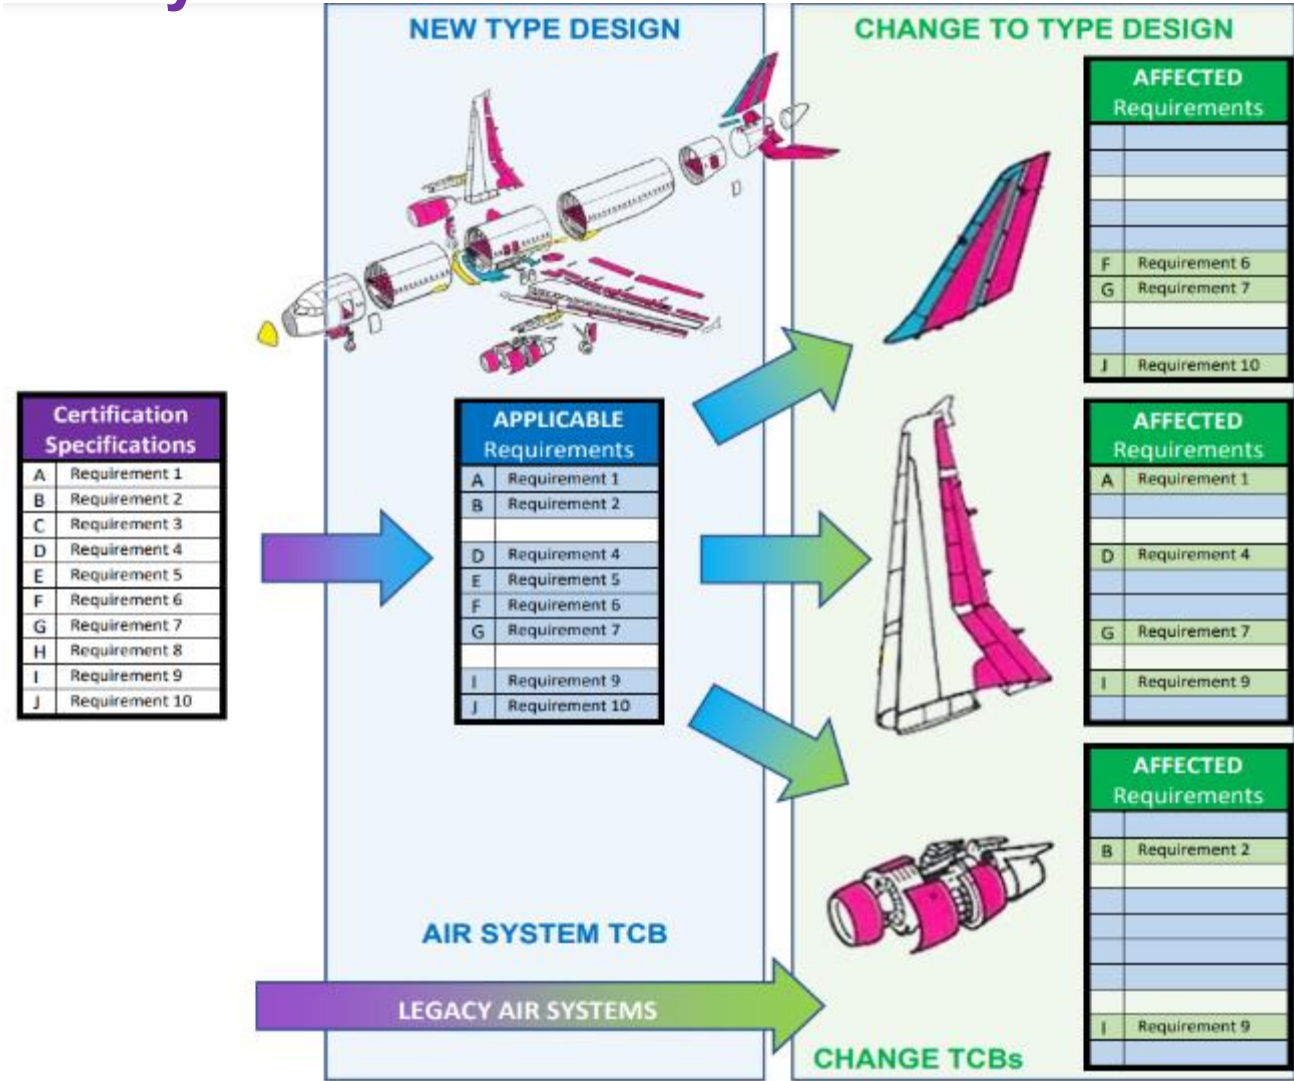 y
NEW TYPE DESIGN
CHANGE TO TYPE DESIGN
Certification
Specifications
A Requirement 1
B Requirement 2
C Requirement 3
D Requirement 4
E Requirement 5
F Requirement 6
G Requirement 7
H Requirement 8
I Requirement 9
J Requirement 10
APPLICABLE
Requirements
A Requirement 1
B Requirement 2
D Requirement 4
E Requirement 5
F Requirement 6
G Requirement 7
I Requirement 9
J Requirement 10
AIR SYSTEM TCB
LEGACY AIR SYSTEMS
AFFECTED
Requirements
F Requirement 6
G Requirement 7
J Requirement 10
AFFECTED
Requirements
A Requirement 1
D Requirement 4
G Requirement 7
I Requirement 9
AFFECTED
Requirements
B Requirement 2
I Requirement 9
CHANGE TCBs